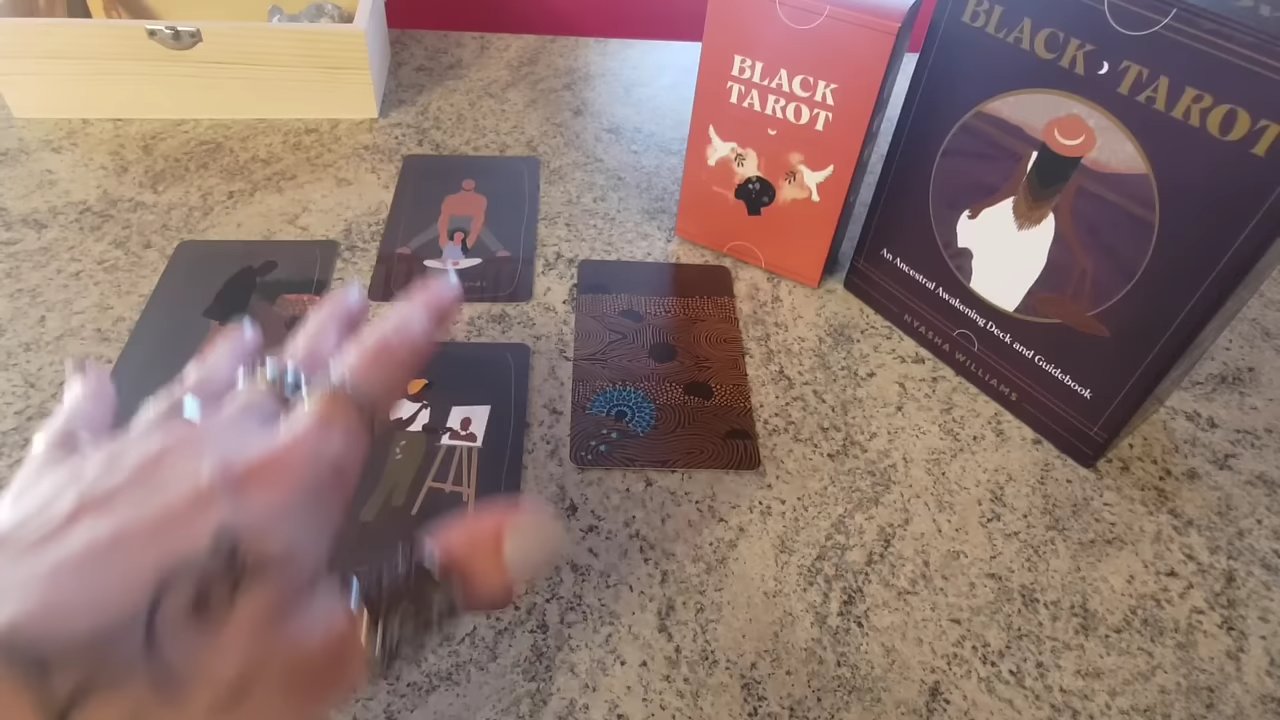 BLACK
TAROT
BLACK TAROT
An Ancestral Awakening Deck and Guidebook
NYASHA WILLIAMS